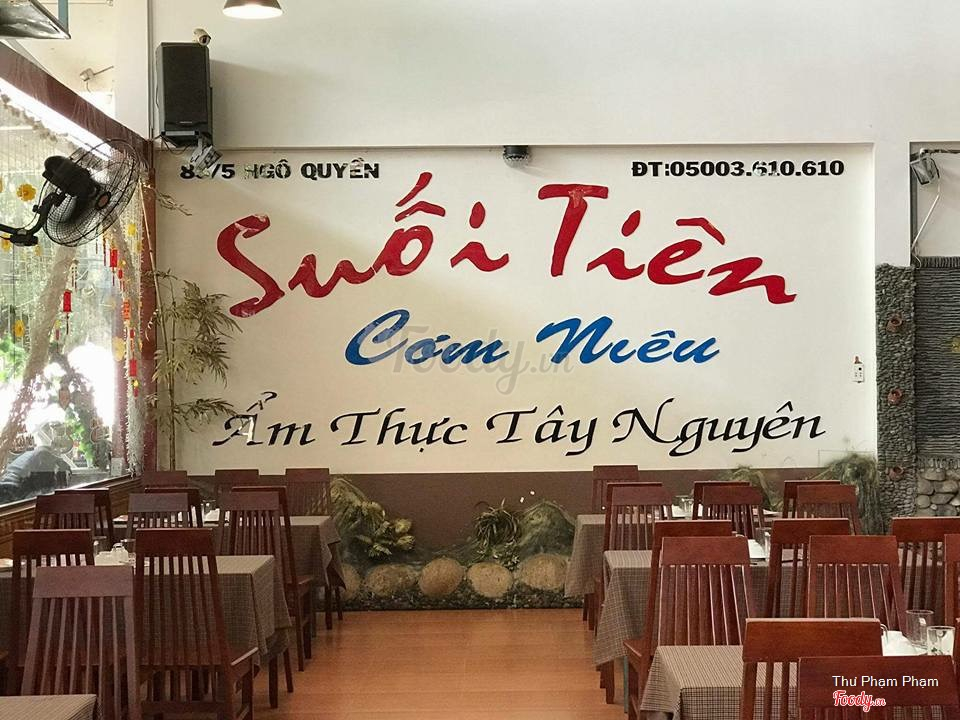 NGÔ QUYỀN
ĐT:05003.610.610
Suối Tiên
Cơm Niêu
Foody.vn
Ẩm Thực Tây Nguyên
Thư Phạm Phạm
Foody.vn